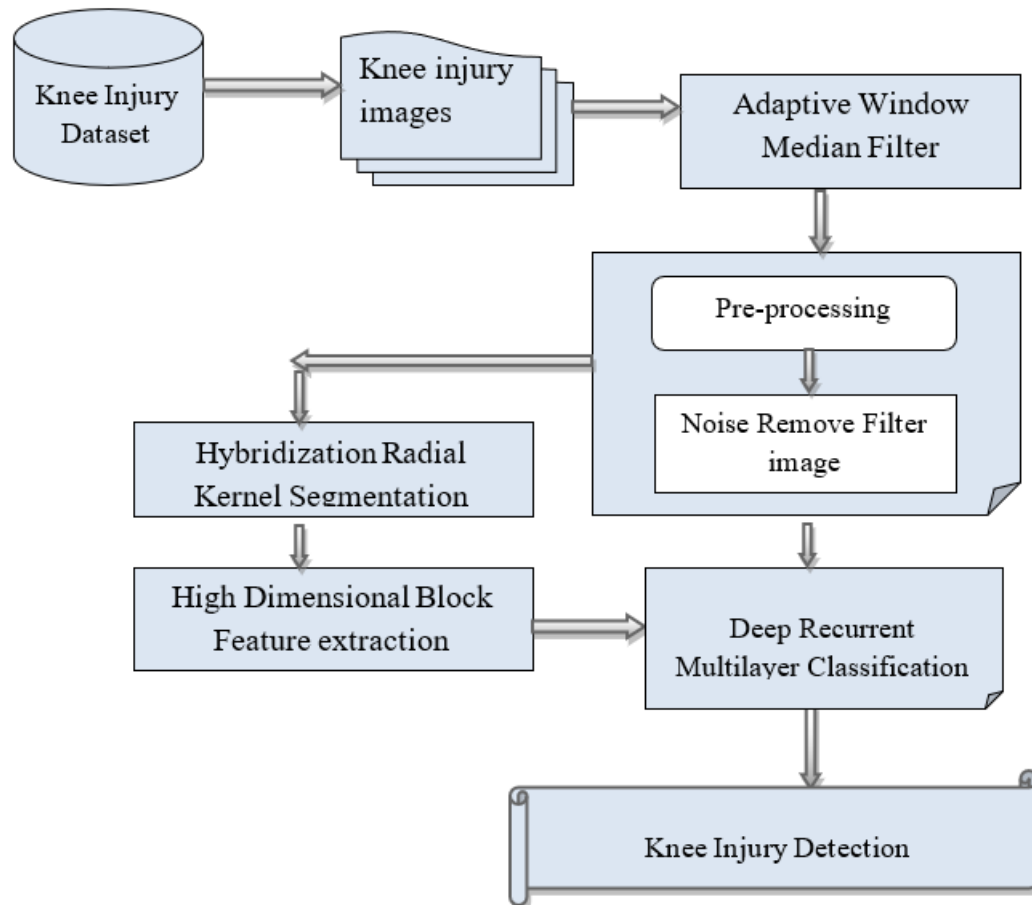 Knee Injury
Dataset
Knee injury
images
Adaptive Window
Median Filter
Pre-processing
Noise Remove Filter
image
Hybridization Radial
Kernel Segmentation
High Dimensional Block
Feature extraction
Deep Recurrent
Multilayer Classification
Knee Injury Detection